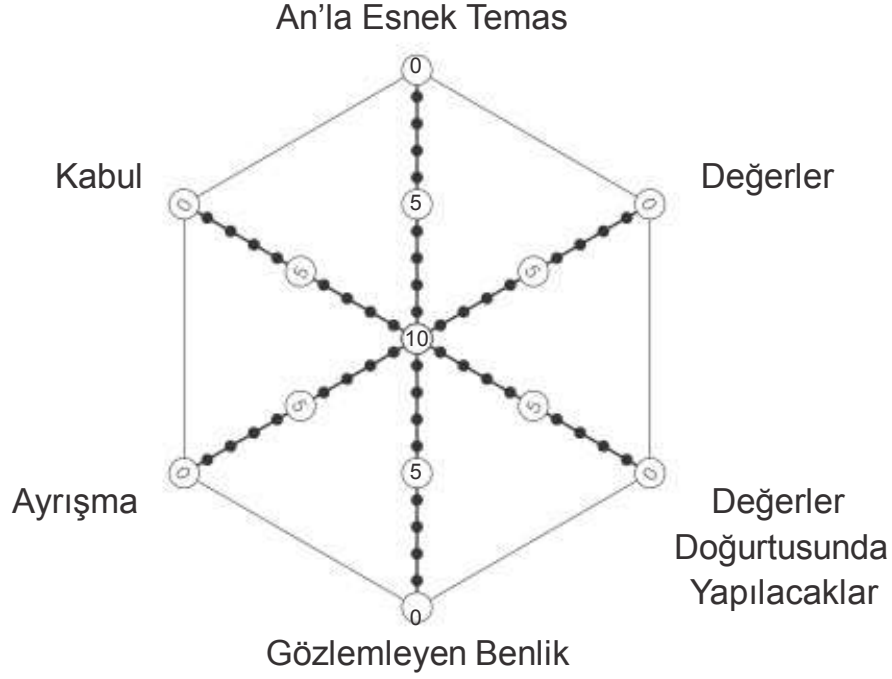 An'la Esnek Temas
0
Kabul
Değerler
0
5
0
5
5
10
5
5
Ayrışma
0
5
0
Değerler
Doğurtusunda
Yapılacaklar
0
Gözlemleyen Benlik